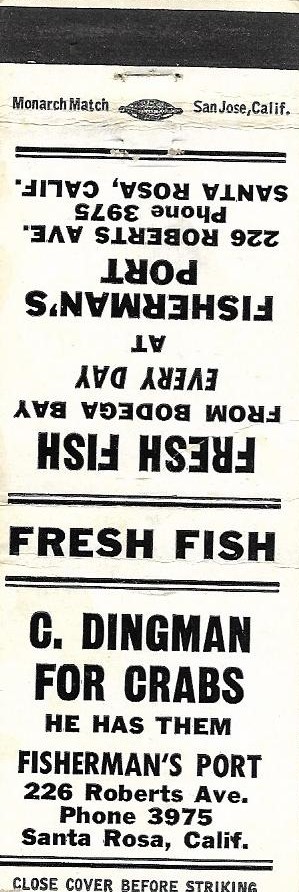 Monarch Match San Jose, Calif.
FRESH FISH
FROM BODEGA BAY
EVERY DAY
AT
FISHERMAN'S
PORT
226 ROBERTS AVE.
Phone 3975
SANTA ROSA, CALIF.
FRESH FISH
C. DINGMAN
FOR CRABS
HE HAS THEM
FISHERMAN'S PORT
226 Roberts Ave.
Phone 3975
Santa Rosa, Calif.
CLOSE COVER BEFORE STRIKING